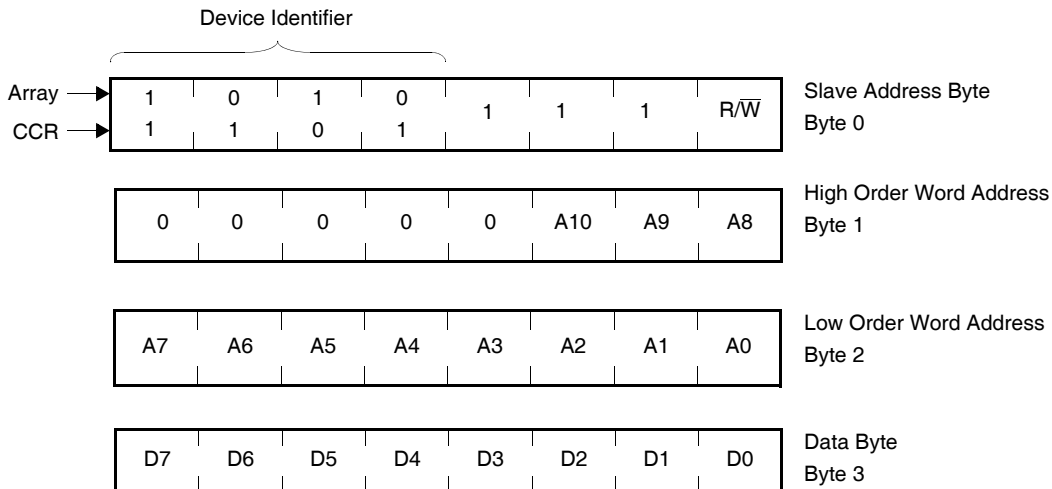 Device Identifier
Array 1 0 1 0 1 1 1 R/W̅ Slave Address Byte
CCR 1 1 0 1 Byte 0
High Order Word Address
0 0 0 0 0 A10 A9 A8 Byte 1
Low Order Word Address
A7 A6 A5 A4 A3 A2 A1 A0 Byte 2
Data Byte
D7 D6 D5 D4 D3 D2 D1 D0 Byte 3